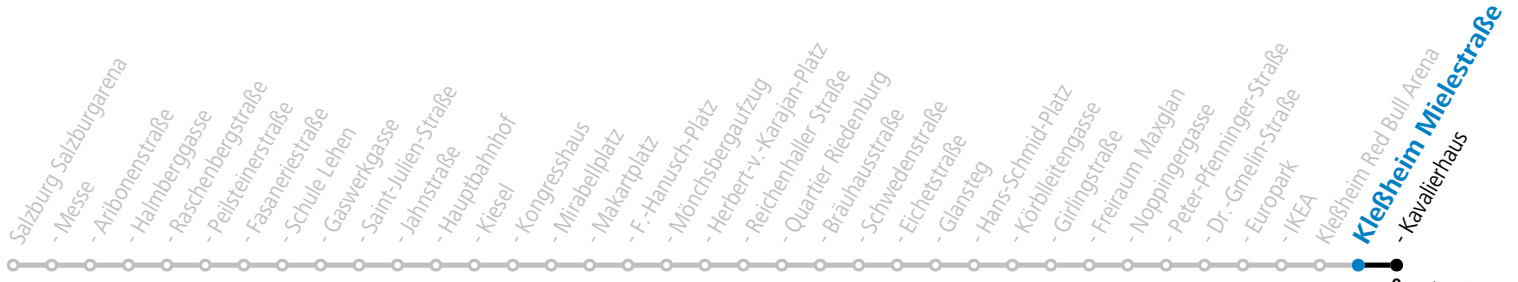 Salzburg Salzburgarena
- Messe
- Aribonenstraße
- Halmberggasse
- Raschenbergstraße
- Peilsteinerstraße
- Fasaneriestraße
- Schule Lehen
- Gaswerkgasse
- Saint-Julien-Straße
- Jahnstraße
- Hauptbahnhof
- Kiesel
- Kongresshaus
- Mirabellplatz
- Makartplatz
- F.-Hanusch-Platz
- Mönchsbergaufzug
- Herbert-v.-Karajan-Platz
- Reichenhaller Straße
- Quartier Riedenburg
- Bräuhausstraße
- Schwedenstraße
- Eichetstraße
- Glansteg
- Hans-Schmid-Platz
- Körblleitengasse
- Girlingstraße
- Freiraum Maxglan
- Noppingergasse
- Peter-Pfenninger-Straße
- Dr.-Gmelin-Straße
- Europark
- IKEA
Kleßheim Red Bull Arena
Kleßheim Mielestraße
- Kavalierhaus